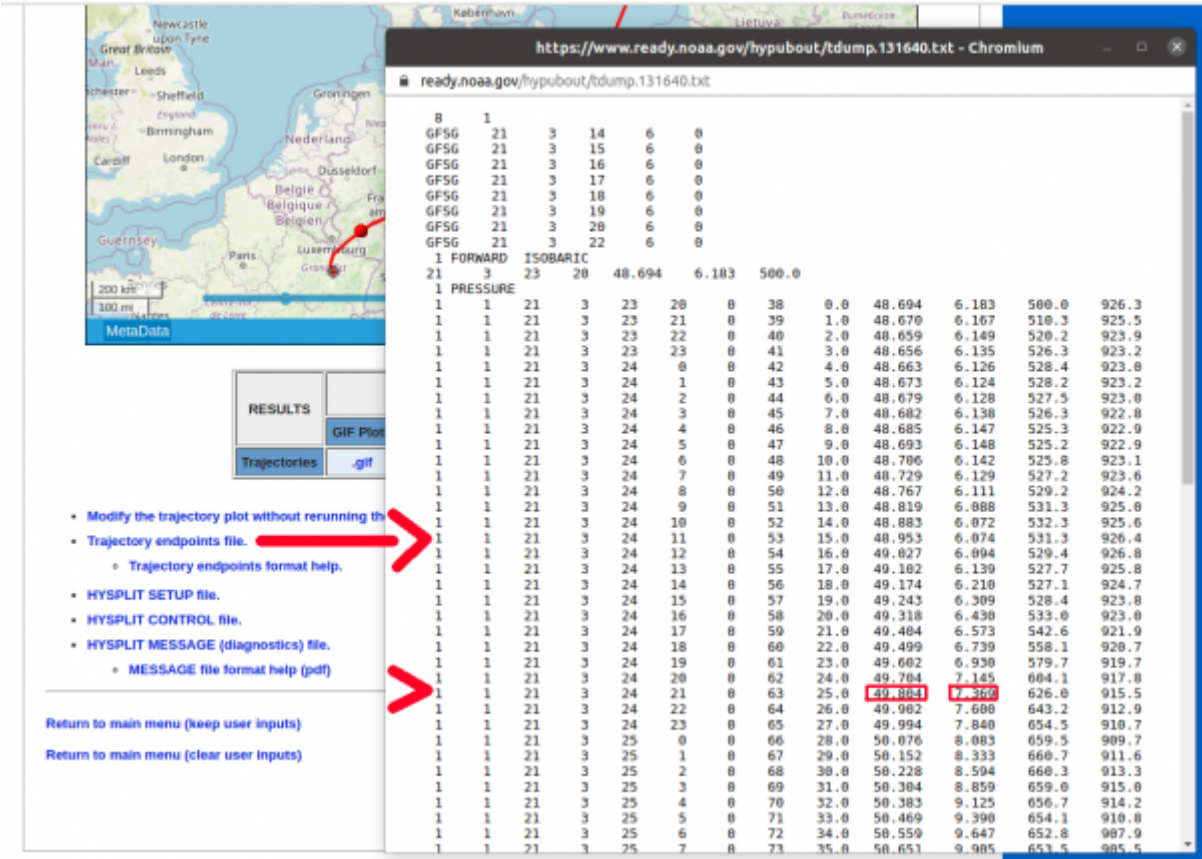 København
Lietuva
Newcastle
upon Tyne
Great Britain
Man
Leeds
Sheffield
England
Birmingham
Cardiff
London
Groningen
Nederland
Düsseldorf
België /
Belgique /
Belgien
Guernsey
Paris
Luxembourg
200 km
100 mi
MetaData
RESULTS
GIF Plot
Trajectories .gif
Modify the trajectory plot without rerunning the
Trajectory endpoints file.
Trajectory endpoints format help.
HYSPLIT SETUP file.
HYSPLIT CONTROL file.
HYSPLIT MESSAGE (diagnostics) file.
MESSAGE file format help (pdf)
Return to main menu (keep user inputs)
Return to main menu (clear user inputs)
https://www.ready.noaa.gov/hypubout/tdump.131640.txt - Chromium
ready.noaa.gov/hypubout/tdump.131640.txt
8 1
GFSG 21 3 14 6 0
GFSG 21 3 15 6 0
GFSG 21 3 16 6 0
GFSG 21 3 17 6 0
GFSG 21 3 18 6 0
GFSG 21 3 19 6 0
GFSG 21 3 20 6 0
GFSG 21 3 22 6 0
1 FORWARD ISOBARIC
21 3 23 20 48.694 6.183 500.0
1 PRESSURE
1 1 21 3 23 20 0 38 0.0 48.694 6.183 500.0 926.3
1 1 21 3 23 21 0 39 1.0 48.670 6.167 510.3 925.5
1 1 21 3 23 22 0 40 2.0 48.659 6.149 520.2 923.9
1 1 21 3 23 23 0 41 3.0 48.656 6.135 526.3 923.2
1 1 21 3 24 0 0 42 4.0 48.663 6.126 528.4 923.0
1 1 21 3 24 1 0 43 5.0 48.673 6.124 528.2 923.2
1 1 21 3 24 2 0 44 6.0 48.679 6.128 527.5 923.0
1 1 21 3 24 3 0 45 7.0 48.682 6.138 526.3 922.8
1 1 21 3 24 4 0 46 8.0 48.685 6.147 525.3 922.9
1 1 21 3 24 5 0 47 9.0 48.693 6.148 525.2 922.9
1 1 21 3 24 6 0 48 10.0 48.706 6.142 525.8 923.1
1 1 21 3 24 7 0 49 11.0 48.729 6.129 527.2 923.6
1 1 21 3 24 8 0 50 12.0 48.767 6.111 529.2 924.2
1 1 21 3 24 9 0 51 13.0 48.819 6.088 531.3 925.0
1 1 21 3 24 10 0 52 14.0 48.883 6.072 532.3 925.6
1 1 21 3 24 11 0 53 15.0 48.953 6.074 531.3 926.4
1 1 21 3 24 12 0 54 16.0 49.027 6.094 529.4 926.8
1 1 21 3 24 13 0 55 17.0 49.102 6.139 527.7 925.8
1 1 21 3 24 14 0 56 18.0 49.174 6.210 527.1 924.7
1 1 21 3 24 15 0 57 19.0 49.243 6.309 528.4 923.8
1 1 21 3 24 16 0 58 20.0 49.318 6.430 533.0 923.0
1 1 21 3 24 17 0 59 21.0 49.404 6.573 542.6 921.9
1 1 21 3 24 18 0 60 22.0 49.499 6.739 558.1 920.7
1 1 21 3 24 19 0 61 23.0 49.602 6.930 579.7 919.7
1 1 21 3 24 20 0 62 24.0 49.704 7.145 604.1 917.8
1 1 21 3 24 21 0 63 25.0 49.804 7.369 626.0 915.5
1 1 21 3 24 22 0 64 26.0 49.902 7.600 643.2 912.9
1 1 21 3 24 23 0 65 27.0 49.994 7.840 654.5 910.7
1 1 21 3 25 0 0 66 28.0 50.076 8.083 659.5 909.7
1 1 21 3 25 1 0 67 29.0 50.152 8.333 660.7 911.6
1 1 21 3 25 2 0 68 30.0 50.228 8.594 660.3 913.3
1 1 21 3 25 3 0 69 31.0 50.304 8.859 659.0 915.0
1 1 21 3 25 4 0 70 32.0 50.383 9.125 656.7 914.2
1 1 21 3 25 5 0 71 33.0 50.469 9.390 654.1 910.8
1 1 21 3 25 6 0 72 34.0 50.559 9.647 652.8 907.9
1 1 21 3 25 7 0 73 35.0 50.651 9.905 653.5 905.5